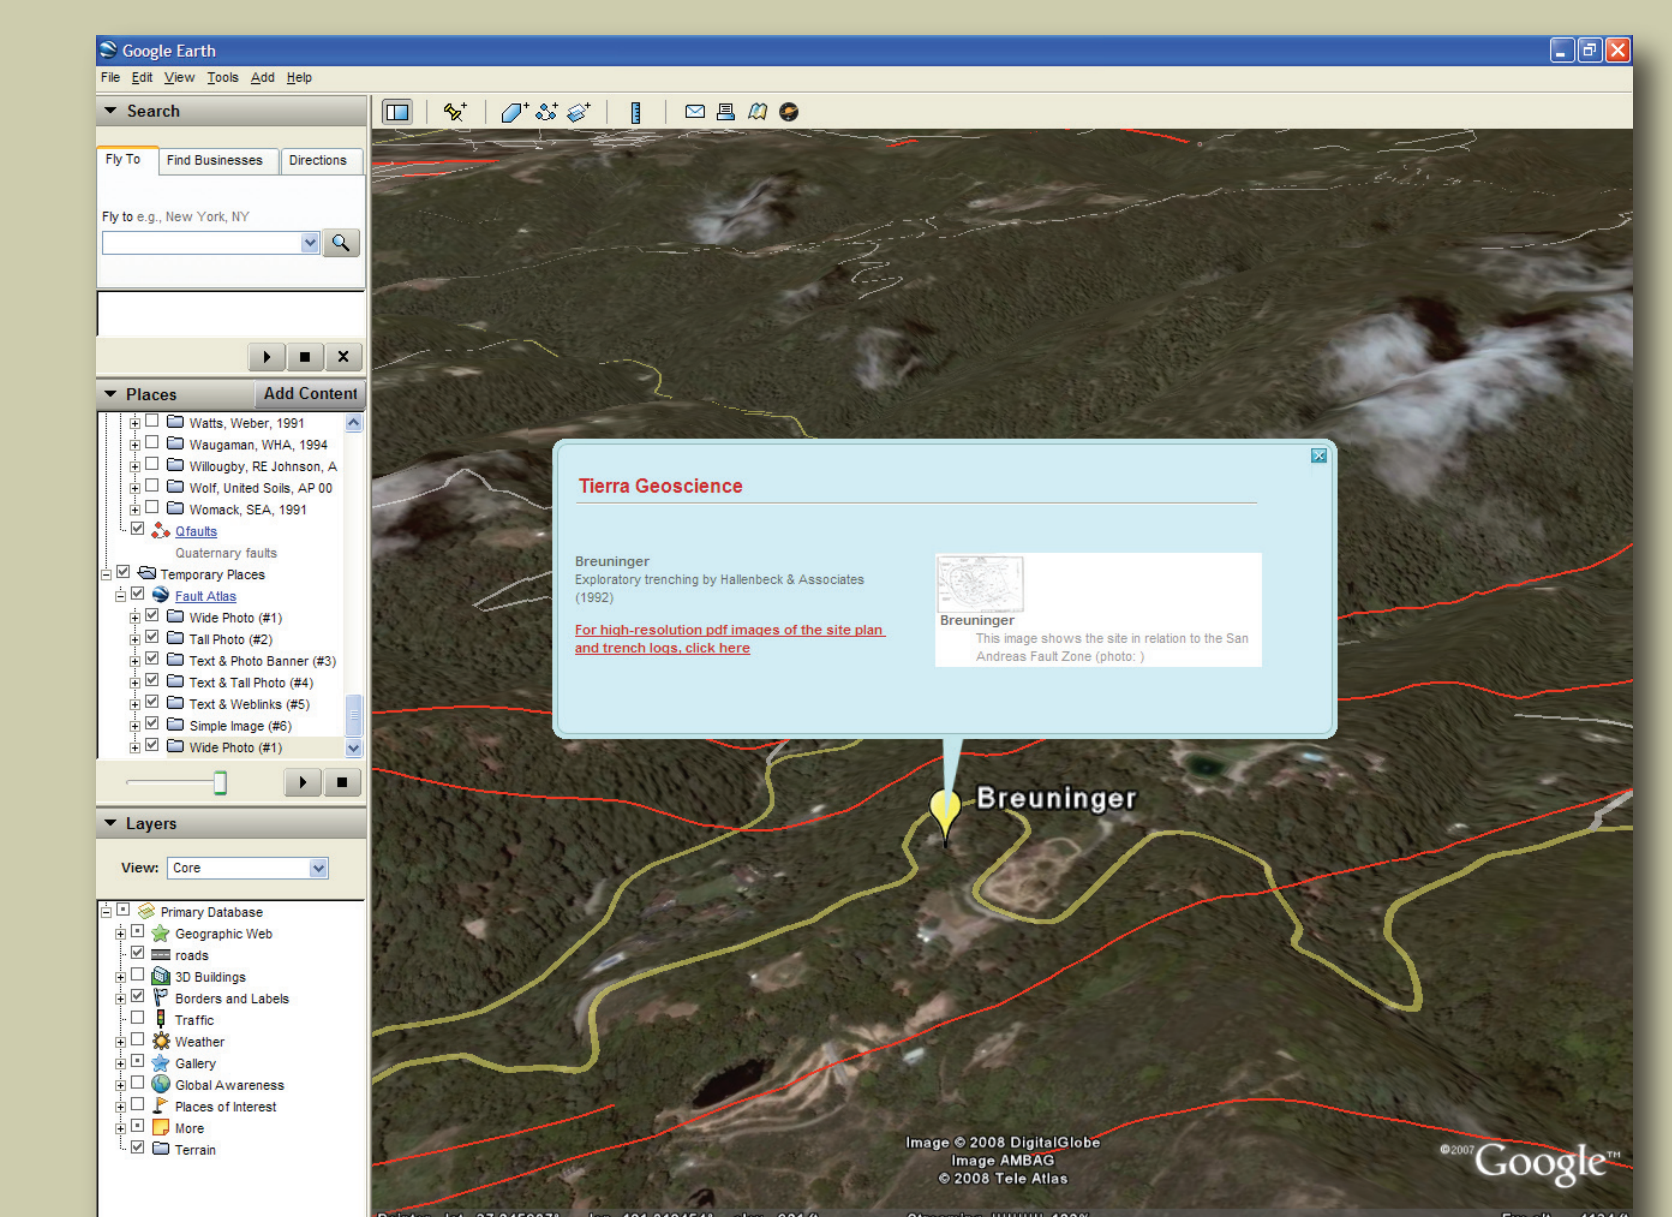 Google Earth
File Edit View Tools Add Help
Search
Fly To Find Businesses Directions
Fly to e.g., New York, NY
Places Add Content
Watts, Weber, 1991
Waugaman, WHA, 1994
Willougby, RE Johnson, A
Wolf, United Soils, AP 00
Womack, SEA, 1991
Qfaults
Quaternary faults
Temporary Places
Fault Atlas
Wide Photo (#1)
Tall Photo (#2)
Text & Photo Banner (#3)
Text & Tall Photo (#4)
Text & Weblinks (#5)
Simple Image (#6)
Wide Photo (#1)
Layers
View: Core
Primary Database
Geographic Web
roads
3D Buildings
Borders and Labels
Traffic
Weather
Gallery
Global Awareness
Places of Interest
More
Terrain
Tierra Geoscience
Breuninger
Exploratory trenching by Hallenbeck & Associates
(1992)
For high-resolution pdf images of the site plan
and trench logs, click here
Breuninger
This image shows the site in relation to the San
Andreas Fault Zone (photo: )
Breuninger
Image © 2008 DigitalGlobe
Image AMBAG
© 2008 Tele Atlas
©2007 Google™